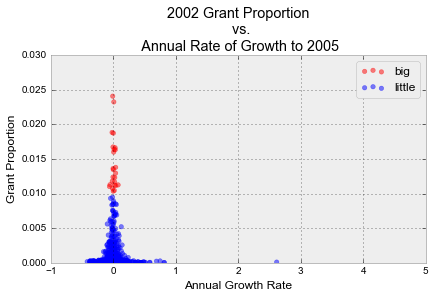 2002 Grant Proportion
vs.
Annual Rate of Growth to 2005
0.030
0.025
0.020
0.015
0.010
0.005
0.000
Grant Proportion
big
little
−1 0 1 2 3 4 5
Annual Growth Rate